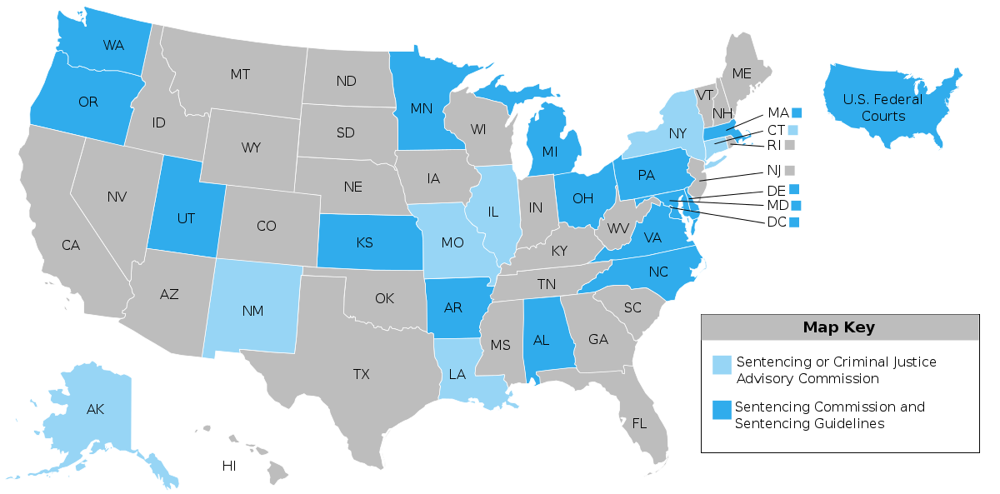 WA
MT
ND
MN
ME
VT
NH
OR
ID
SD
WI
MI
NY
MA
CT
RI
U.S. Federal
Courts
WY
NE
IA
PA
NJ
NV
UT
CO
KS
MO
IL
IN
OH
WV
VA
DE
MD
DC
CA
AZ
NM
OK
AR
KY
TN
NC
SC
TX
LA
MS
AL
GA
FL
AK
HI
Map Key
Sentencing or Criminal Justice
Advisory Commission
Sentencing Commission and
Sentencing Guidelines